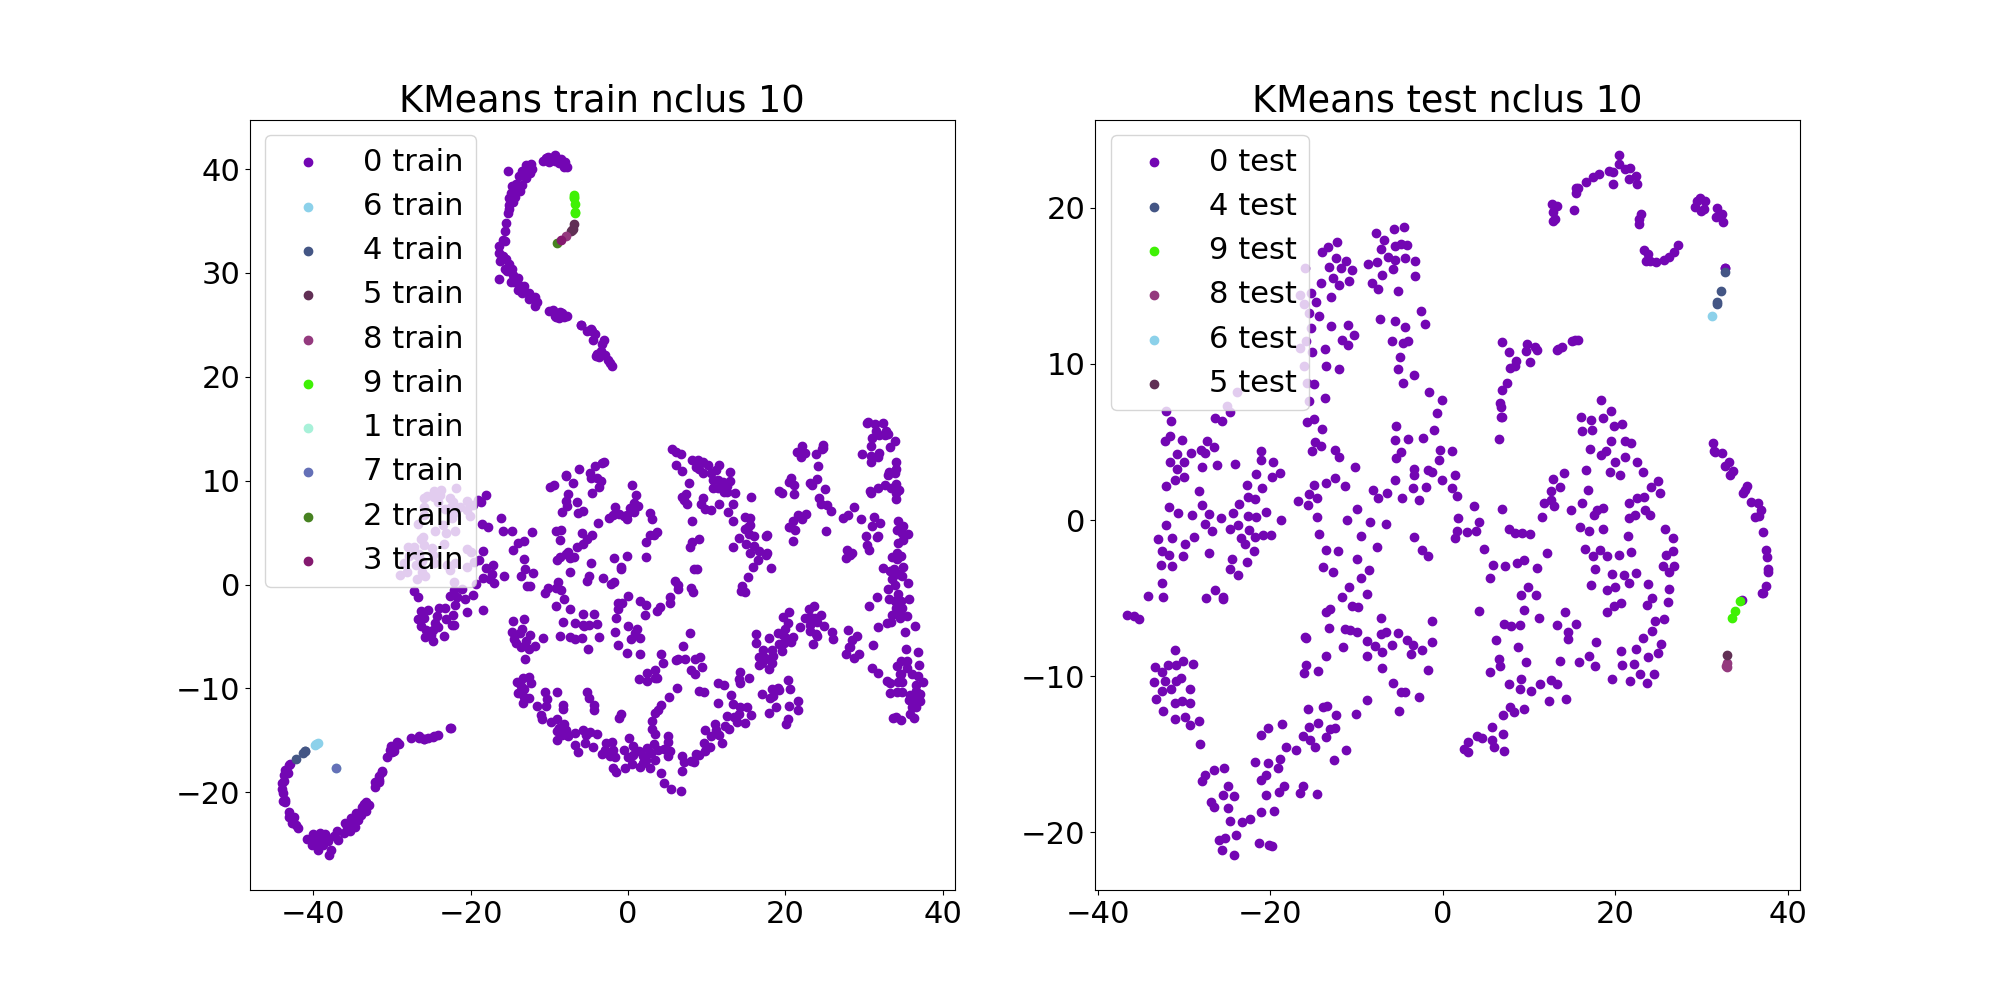 KMeans train nclus 10
40
30
20
10
0
−10
−20
−40
−20
0
20
40
0 train
6 train
4 train
5 train
8 train
9 train
1 train
7 train
2 train
3 train
KMeans test nclus 10
20
10
0
−10
−20
−40
−20
0
20
40
0 test
4 test
9 test
8 test
6 test
5 test